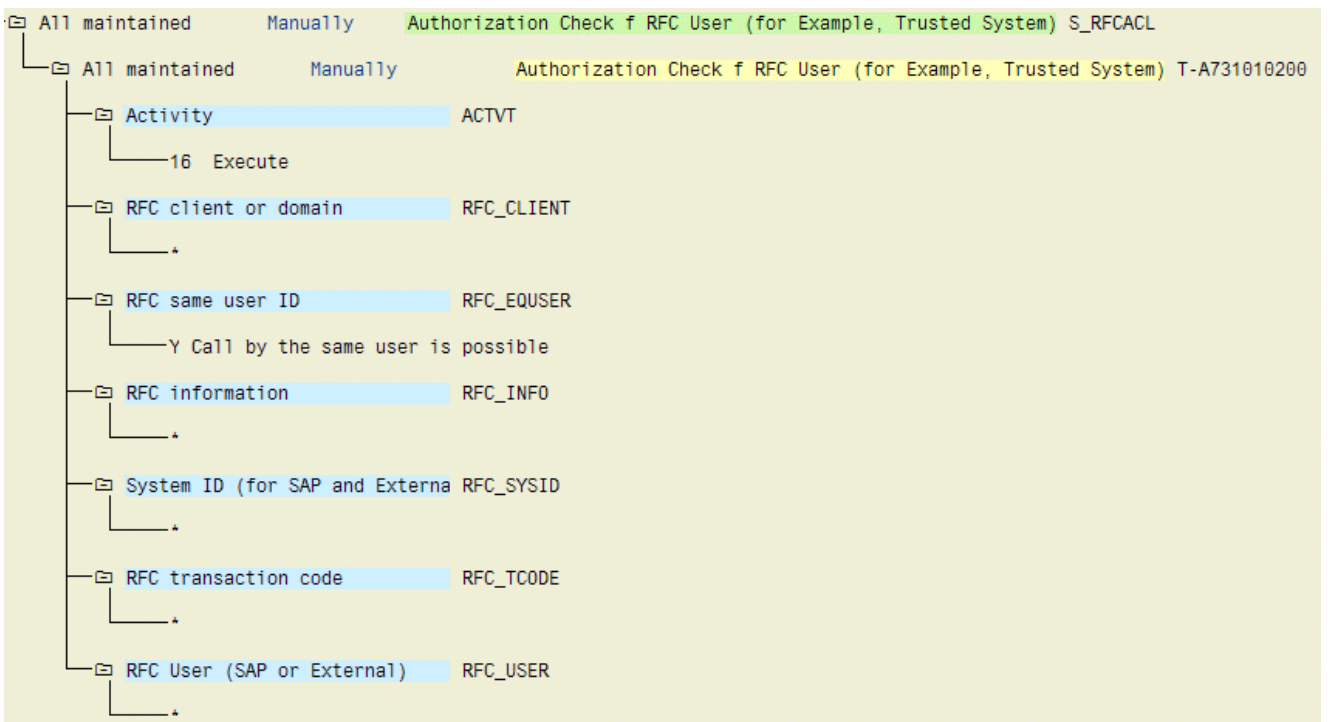 All maintained Manually Authorization Check f RFC User (for Example, Trusted System) S_RFCACL
All maintained Manually Authorization Check f RFC User (for Example, Trusted System) T-A731010200
Activity ACTVT
16 Execute
RFC client or domain RFC_CLIENT
*
RFC same user ID RFC_EQUSER
Y Call by the same user is possible
RFC information RFC_INFO
*
System ID (for SAP and Externa RFC_SYSID
*
RFC transaction code RFC_TCODE
*
RFC User (SAP or External) RFC_USER
*